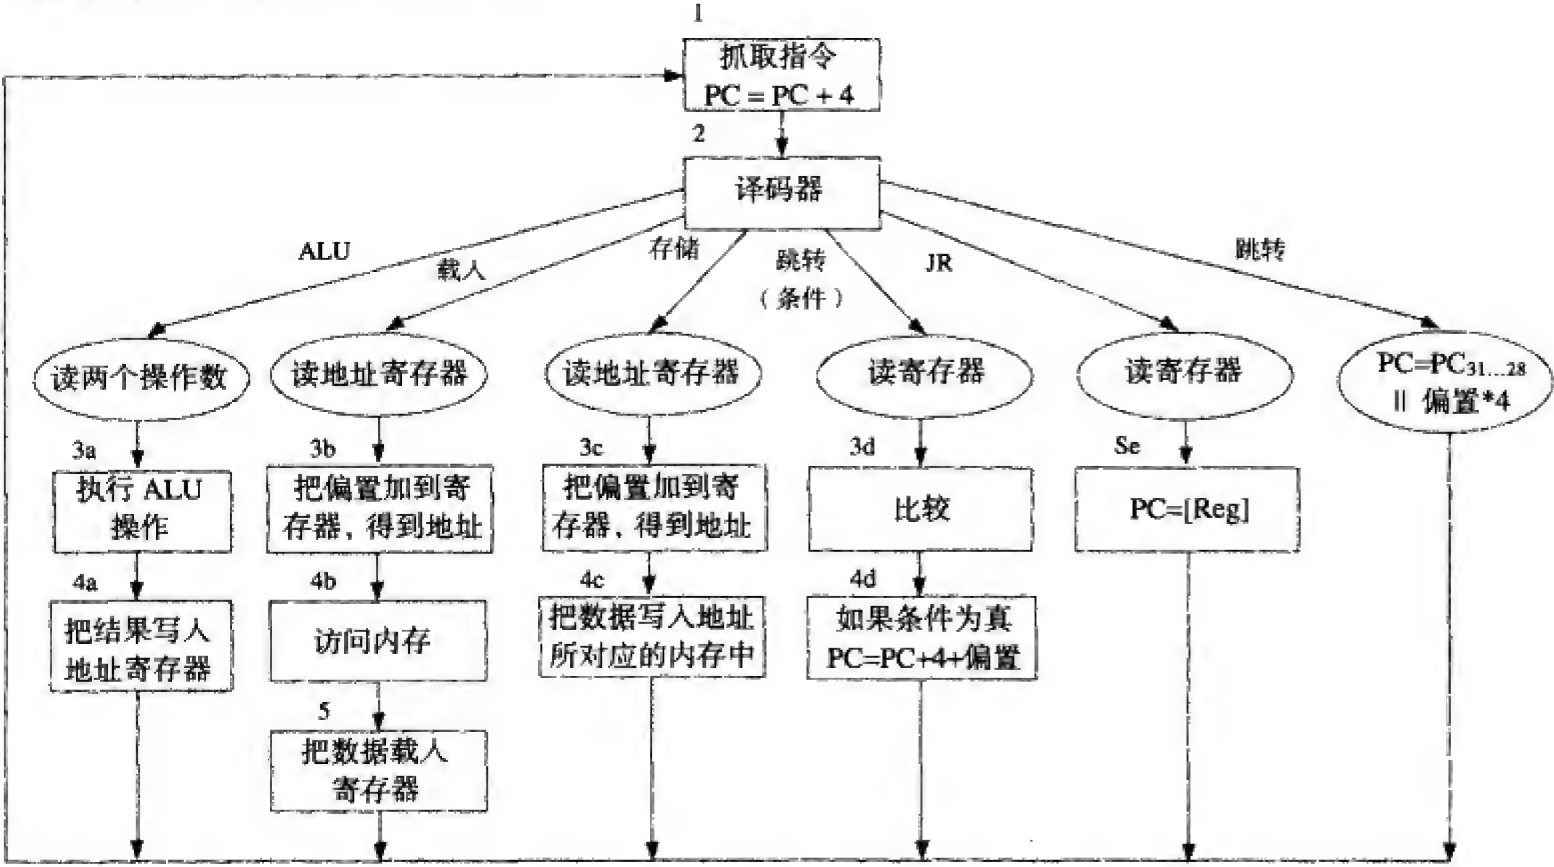 1
抓取指令
PC = PC + 4
2
译码器
ALU
载人
存储
跳转
（条件）
JR
跳转
读两个操作数
读地址寄存器
读地址寄存器
读寄存器
读寄存器
PC=PC31...28
|| 偏置*4
3a
执行 ALU
操作
3b
把偏置加到寄
存器，得到地址
3c
把偏置加到寄
存器，得到地址
3d
比较
Se
PC=[Reg]
4a
把结果写人
地址寄存器
4b
访问内存
4c
把数据写入地址
所对应的内存中
4d
如果条件为真
PC=PC+4+偏置
5
把数据载人
寄存器